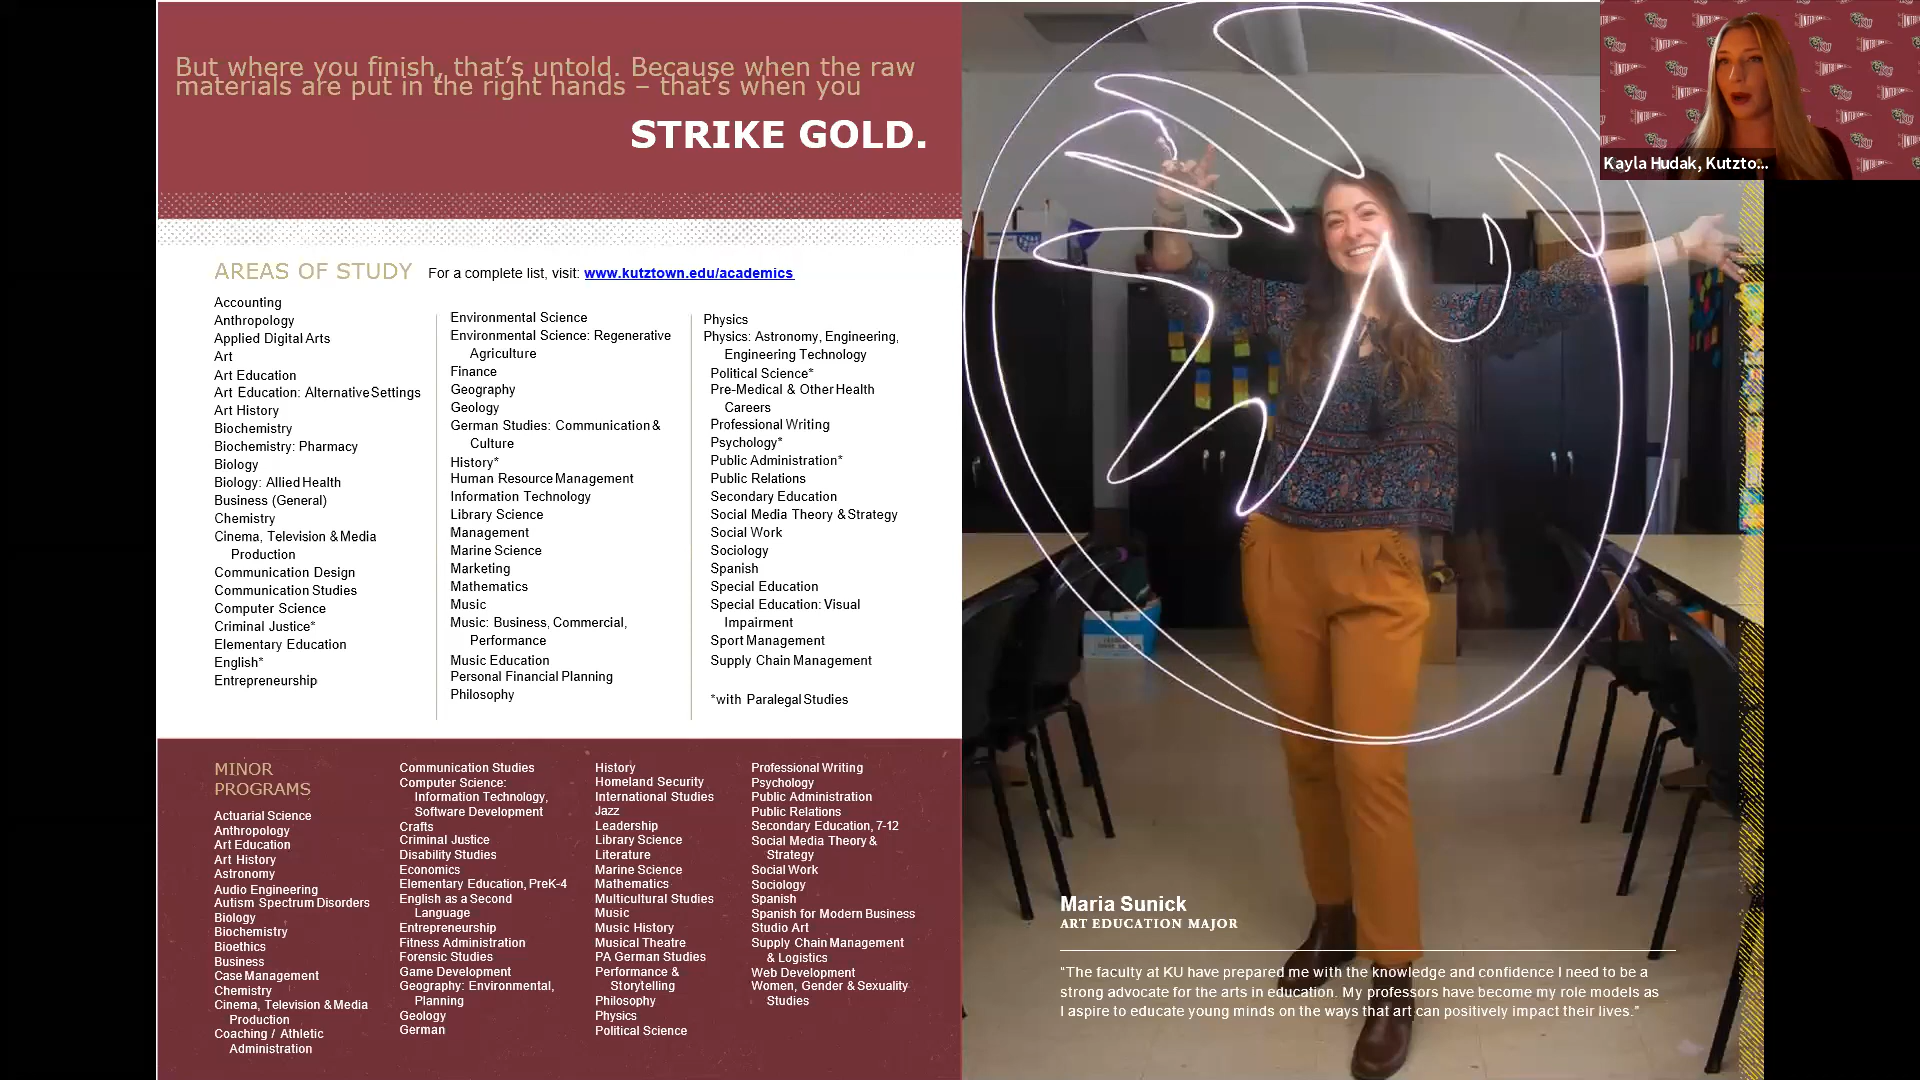 But where you finish, that's untold. Because when the raw
materials are put in the right hands – that's when you
STRIKE GOLD.
AREAS OF STUDY
For a complete list, visit: www.kutztown.edu/academics
Accounting
Anthropology
Applied Digital Arts
Art
Art Education
Art Education: Alternative Settings
Art History
Biochemistry
Biochemistry: Pharmacy
Biology
Biology: Allied Health
Business (General)
Chemistry
Cinema, Television & Media
Production
Communication Design
Communication Studies
Computer Science
Criminal Justice*
Elementary Education
English*
Entrepreneurship
Environmental Science
Environmental Science: Regenerative
Agriculture
Finance
Geography
Geology
German Studies: Communication &
Culture
History*
Human Resource Management
Information Technology
Library Science
Management
Marine Science
Marketing
Mathematics
Music
Music: Business, Commercial,
Performance
Music Education
Personal Financial Planning
Philosophy
Physics
Physics: Astronomy, Engineering,
Engineering Technology
Political Science*
Pre-Medical & Other Health
Careers
Professional Writing
Psychology*
Public Administration*
Public Relations
Secondary Education
Social Media Theory & Strategy
Social Work
Sociology
Spanish
Special Education
Special Education: Visual
Impairment
Sport Management
Supply Chain Management
*with Paralegal Studies
MINOR
PROGRAMS
Actuarial Science
Anthropology
Art Education
Art History
Astronomy
Audio Engineering
Autism Spectrum Disorders
Biology
Biochemistry
Bioethics
Business
Case Management
Chemistry
Cinema, Television & Media
Production
Coaching / Athletic
Administration
Communication Studies
Computer Science:
Information Technology,
Software Development
Crafts
Criminal Justice
Disability Studies
Economics
Elementary Education, PreK-4
English as a Second
Language
Entrepreneurship
Fitness Administration
Forensic Studies
Game Development
Geography: Environmental,
Planning
Geology
German
History
Homeland Security
International Studies
Jazz
Leadership
Library Science
Literature
Marine Science
Mathematics
Multicultural Studies
Music
Music History
Musical Theatre
PA German Studies
Performance &
Storytelling
Philosophy
Physics
Political Science
Professional Writing
Psychology
Public Administration
Public Relations
Secondary Education, 7-12
Social Media Theory &
Strategy
Social Work
Sociology
Spanish
Spanish for Modern Business
Studio Art
Supply Chain Management
& Logistics
Web Development
Women, Gender & Sexuality
Studies
Kayla Hudak, Kutzto...
Maria Sunick
ART EDUCATION MAJOR
"The faculty at KU have prepared me with the knowledge and confidence I need to be a
strong advocate for the arts in education. My professors have become my role models as
I aspire to educate young minds on the ways that art can positively impact their lives."